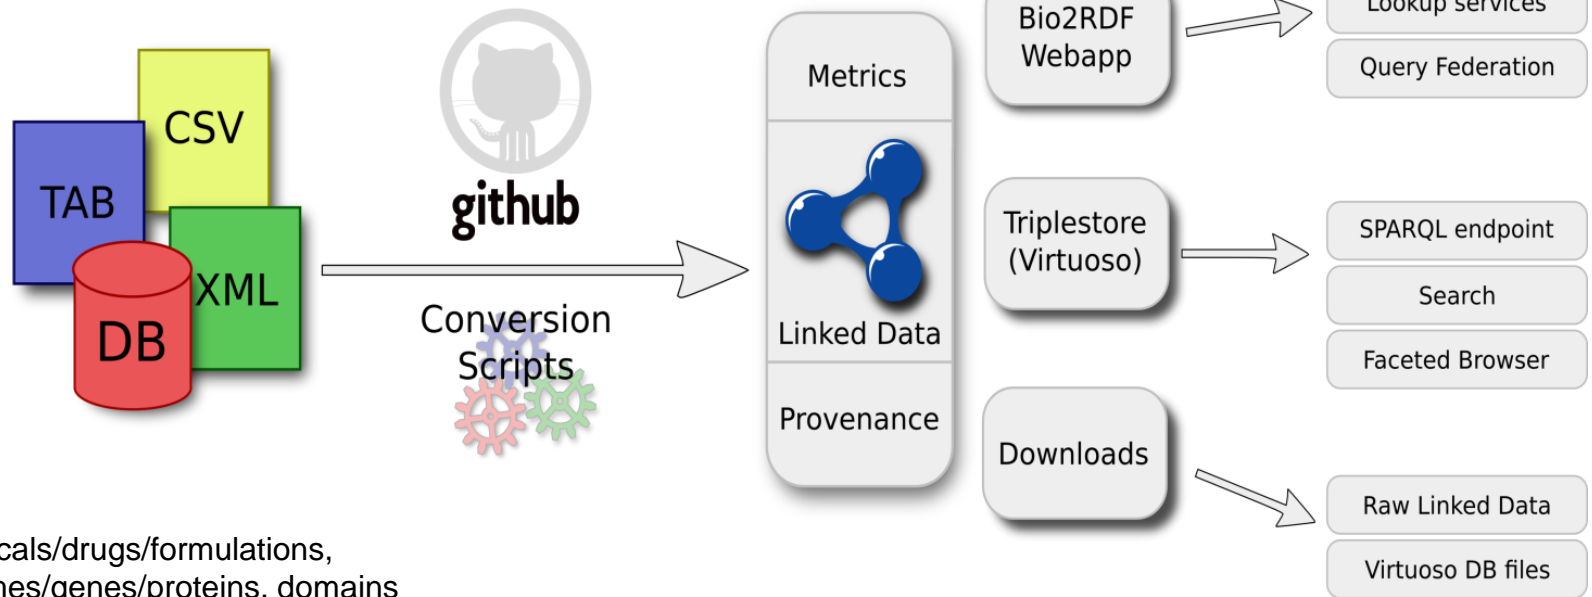 CSV
TAB
XML
DB
github
Conversion
Scripts
Metrics
Linked Data
Provenance
Bio2RDF
Webapp
Lookup services
Query Federation
Triplestore
(Virtuoso)
SPARQL endpoint
Search
Faceted Browser
Downloads
Raw Linked Data
Virtuoso DB files
cals/drugs/formulations,
nes/genes/proteins, domains